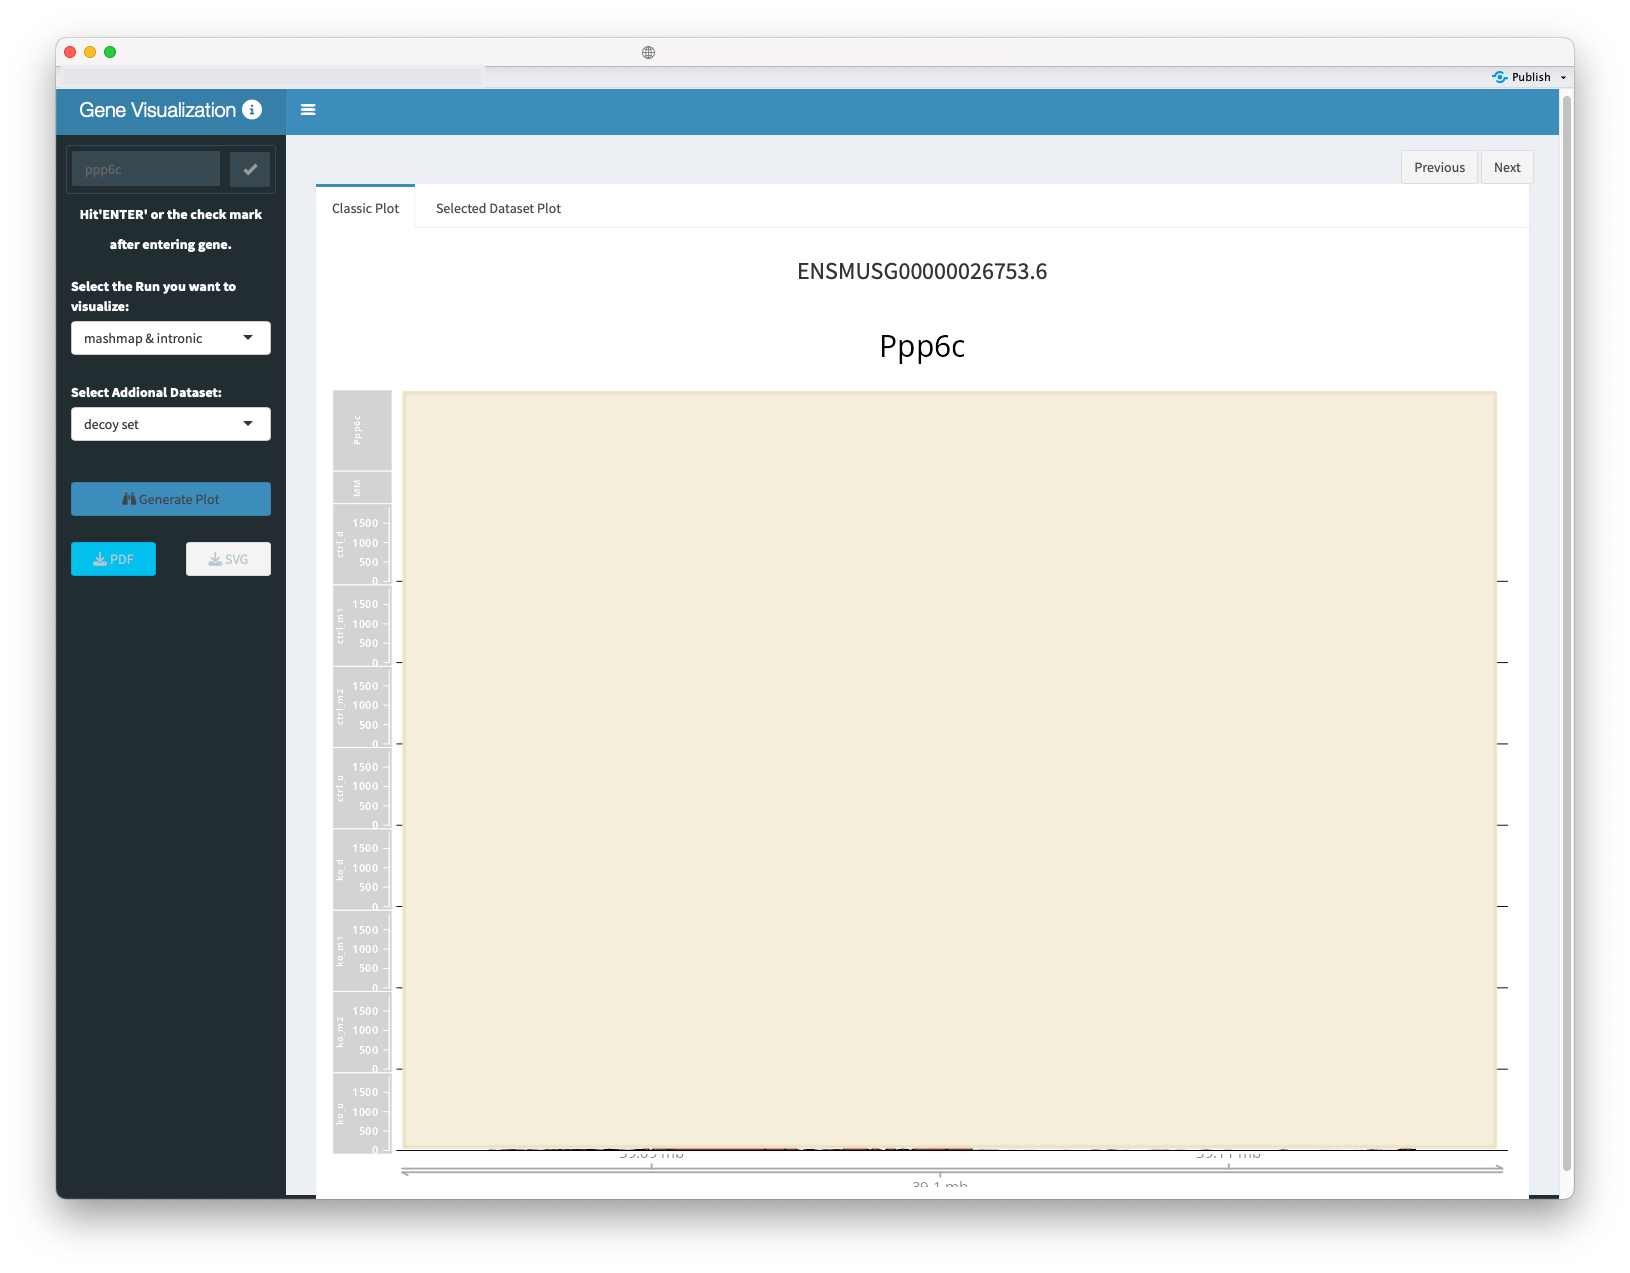 Publish
Gene Visualization
ppp6c
Hit'ENTER' or the check mark
after entering gene.
Select the Run you want to
visualize:
mashmap & intronic
Select Addional Dataset:
decoy set
Generate Plot
PDF
SVG
Previous
Next
Classic Plot
Selected Dataset Plot
ENSMUSG00000026753.6
Ppp6c
Ppp6c
MM
ctrl_d
1500
1000
500
0
ctrl_m1
1500
1000
500
0
ctrl_m2
1500
1000
500
0
ctrl_u
1500
1000
500
0
ko_d
1500
1000
500
0
ko_m1
1500
1000
500
0
ko_m2
1500
1000
500
0
ko_u
1500
1000
500
0
39.09 mb
39.11 mb
39.1 mb